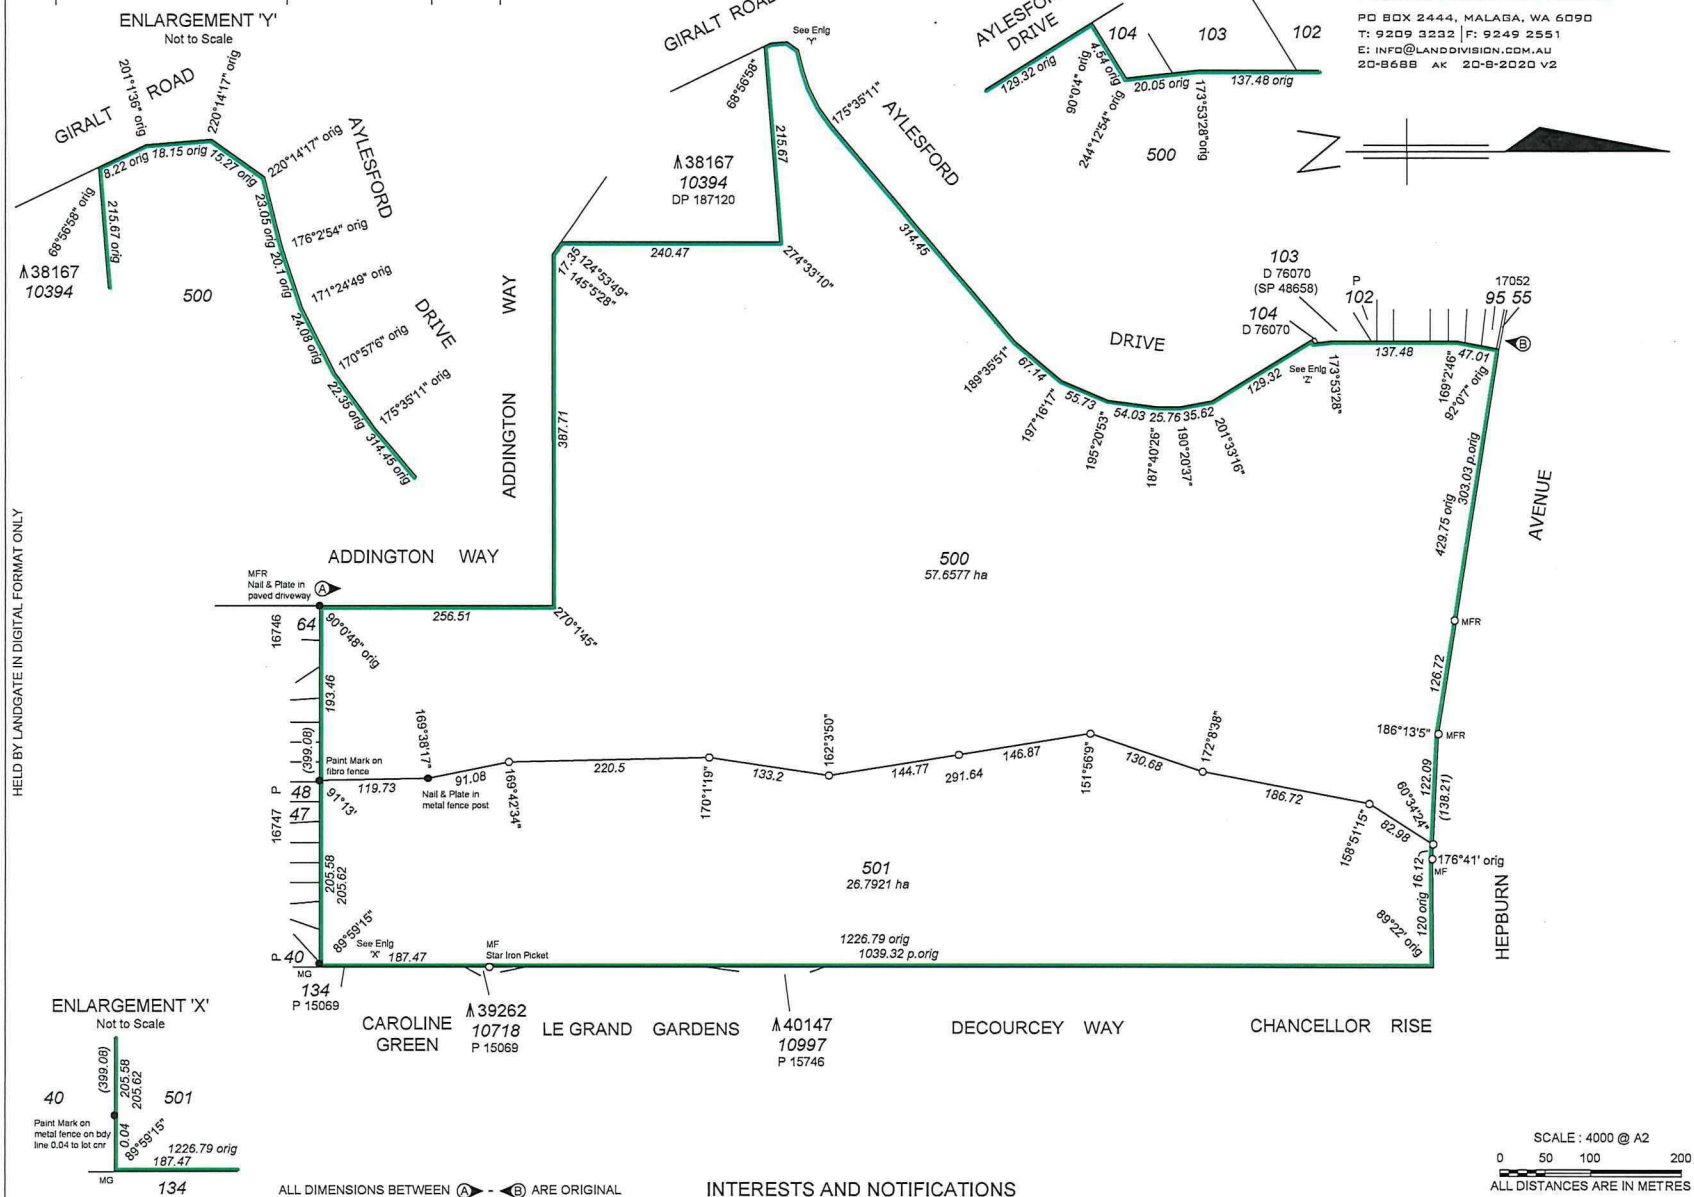 ENLARGEMENT 'Y'
Not to Scale
GIRALT ROAD
201°1'36" orig
220°14'17" orig
220°14'17" orig
8.22 orig
18.15 orig
15.27 orig
AYLESFORD
68°56'58" orig
215.67 orig
23.05 orig
20.1 orig
176°2'54" orig
171°24'49" orig
24.08 orig
170°57'6" orig
DRIVE
22.35 orig
175°35'11" orig
314.45 orig
38167
10394
500
GIRALT ROAD
See Enlg
'Y'
68°56'58"
215.67
175°35'11"
AYLESFORD
38167
10394
DP 187120
314.45
240.47
274°33'10"
17.35
124°53'49"
145°5'28"
ADDINGTON WAY
387.71
AYLESFORD
DRIVE
129.32 orig
4.54 orig
104
103
102
90°0'4" orig
244°12'54" orig
20.05 orig
137.48 orig
173°53'28" orig
500
PO BOX 2444, MALAGA, WA 6090
T: 9209 3232 | F: 9249 2551
E: INFO@LANDDIVISION.COM.AU
20-8688 AK 20-8-2020 V2
103
D 76070
(SP 48658)
104
D 76070
P
102
17052
95 55
B
DRIVE
189°35'51"
67.14
197°16'17"
55.73
195°20'53"
54.03
187°40'26"
25.76
190°20'37"
35.62
201°33'16"
129.32
See Enlg
'Z'
173°53'28"
137.48
169°2'46"
47.01
92°0'7" orig
429.75 orig
303.03 p.orig
AVENUE
HELD BY LANDGATE IN DIGITAL FORMAT ONLY
ADDINGTON WAY
MFR
Nail & Plate in
paved driveway
A
256.51
270°1'45"
500
57.6577 ha
16746
64
90°0'48" orig
193.46
(399.08)
Paint Mark on
fibro fence
MFR
126.72
186°13'5"
MFR
122.09
(138.21)
P
48
47
16747
91°13'
119.73
169°38'17"
91.08
Nail & Plate in
metal fence post
169°42'34"
220.5
170°1'19"
133.2
162°3'50"
144.77
291.64
146.87
151°56'9"
130.68
172°8'38"
186.72
158°51'15"
82.98
60°34'24"
16.12
176°41' orig
MF
205.58
205.62
501
26.7921 ha
120 orig
89°22' orig
HEPBURN
P 40
89°59'15"
See Enlg
'X'
187.47
MF
Star Iron Picket
1226.79 orig
1039.32 p.orig
MG
134
P 15069
CAROLINE
GREEN
39262
10718
P 15069
LE GRAND GARDENS
40147
10997
P 15746
DECOURCEY WAY
CHANCELLOR RISE
ENLARGEMENT 'X'
Not to Scale
(399.08)
205.58
205.62
40
501
Paint Mark on
metal fence on bdy
line 0.04 to lot cnr
0.04
89°59'15"
1226.79 orig
187.47
MG
134
ALL DIMENSIONS BETWEEN A - B ARE ORIGINAL
INTERESTS AND NOTIFICATIONS
SCALE : 4000 @ A2
0 50 100 200
ALL DISTANCES ARE IN METRES